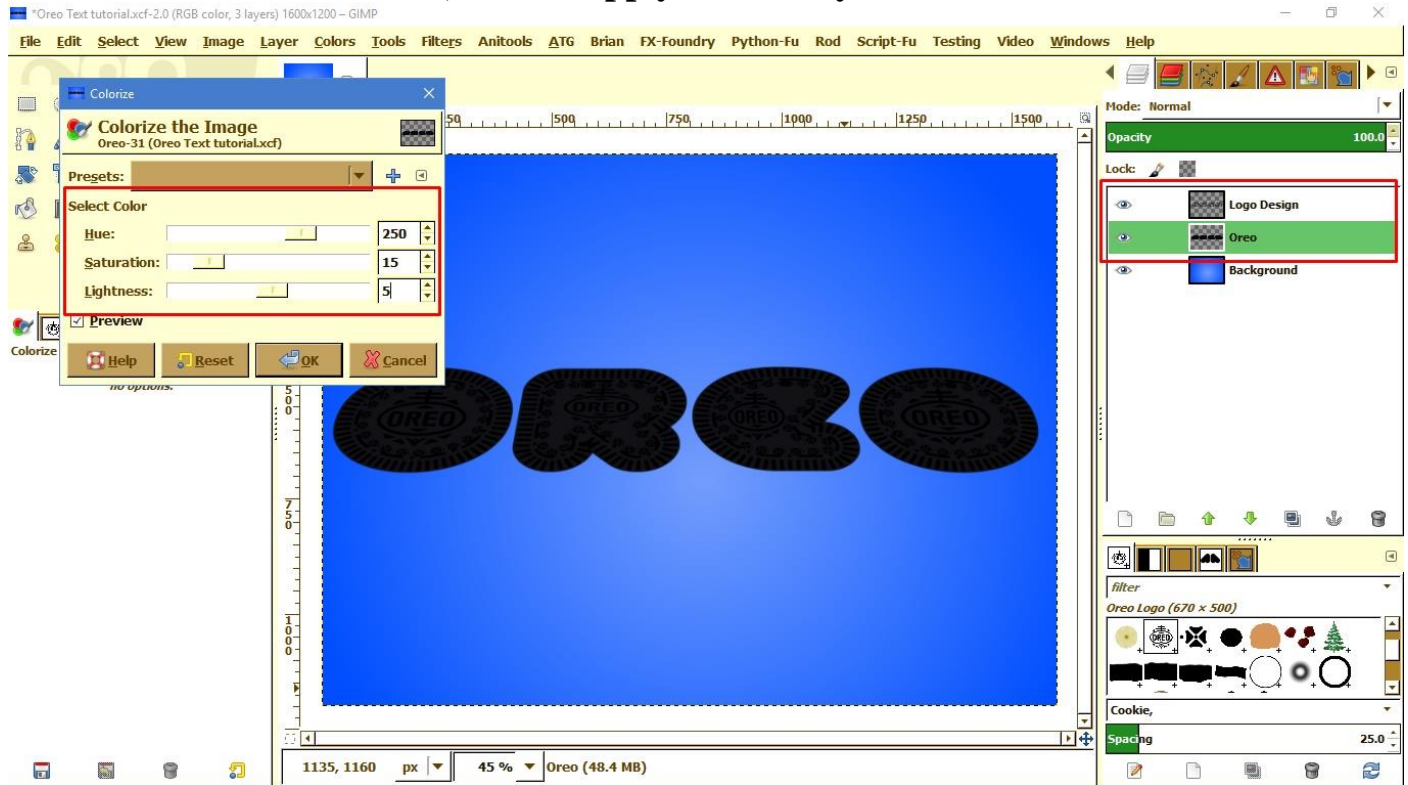 *Oreo Text tutorial.xcf-2.0 (RGB color, 3 layers) 1600x1200 – GIMP
File Edit Select View Image Layer Colors Tools Filters Anitools ATG Brian FX-Foundry Python-Fu Rod Script-Fu Testing Video Windows Help
Colorize
Colorize the Image
Oreo-31 (Oreo Text tutorial.xcf)
Presets:
Select Color
Hue: 250
Saturation: 15
Lightness: 5
Preview
Help Reset OK Cancel
Colorize
no options.
50 500 750 1000 1250 1500
750
1000
OREO OREO OREO OREO
1135, 1160 px 45 % Oreo (48.4 MB)
Mode: Normal
Opacity 100.0
Lock:
Logo Design
Oreo
Background
filter
Oreo Logo (670 × 500)
OREO
Cookie,
Spacing 25.0